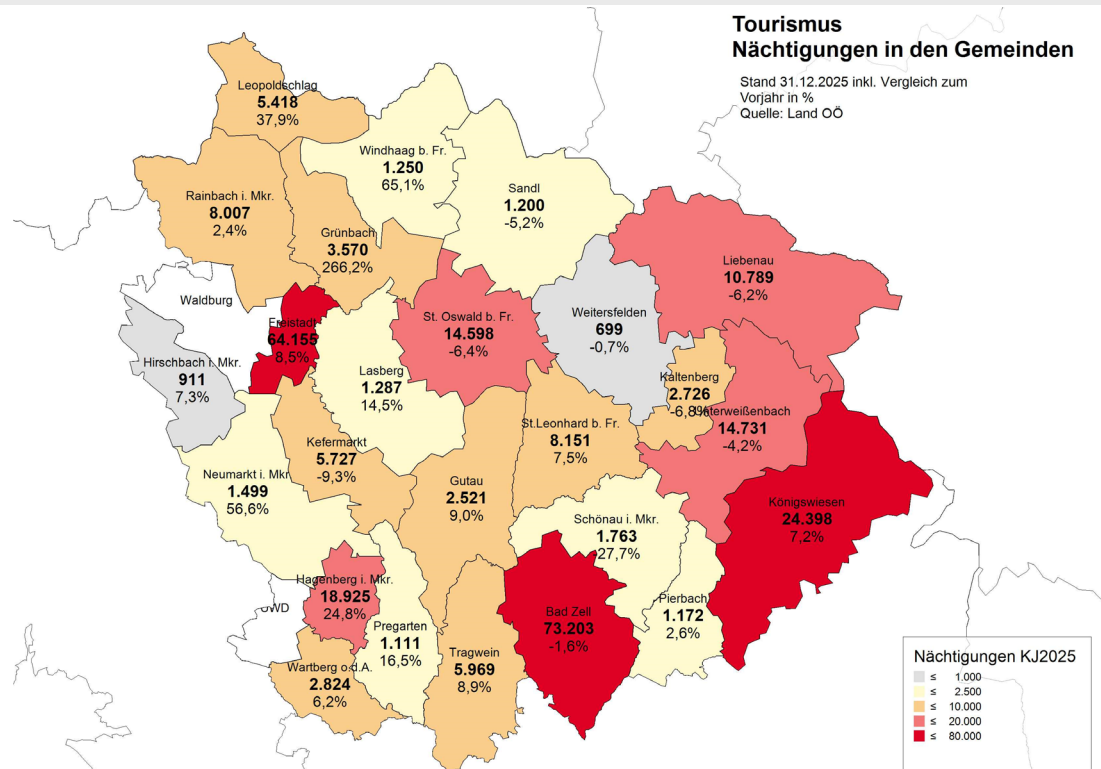 Tourismus
Nächtigungen in den Gemeinden
Stand 31.12.2025 inkl. Vergleich zum
Vorjahr in %
Quelle: Land OÖ
Leopoldschlag
5.418
37,9%
Windhaag b. Fr.
1.250
65,1%
Sandl
1.200
-5,2%
Rainbach i. Mkr.
8.007
2,4%
Grünbach
3.570
266,2%
Liebenau
10.789
-6,2%
Waldburg
Freistadt
64.155
8,5%
St. Oswald b. Fr.
14.598
-6,4%
Weitersfelden
699
-0,7%
Hirschbach i. Mkr.
911
7,3%
Lasberg
1.287
14,5%
Kaltenberg
2.726
-6,8%
Unterweißenbach
14.731
-4,2%
St.Leonhard b. Fr.
8.151
7,5%
Kefermarkt
5.727
-9,3%
Neumarkt i. Mkr.
1.499
56,6%
Gutau
2.521
9,0%
Königswiesen
24.398
7,2%
Schönau i. Mkr.
1.763
-27,7%
Hagenberg i. Mkr.
18.925
24,8%
UWD
Pregarten
1.111
16,5%
Bad Zell
73.203
-1,6%
Pierbach
1.172
2,6%
Tragwein
5.969
8,9%
Wartberg o.d.A.
2.824
6,2%
Nächtigungen KJ2025
≤ 1.000
≤ 2.500
≤ 10.000
≤ 20.000
≤ 80.000